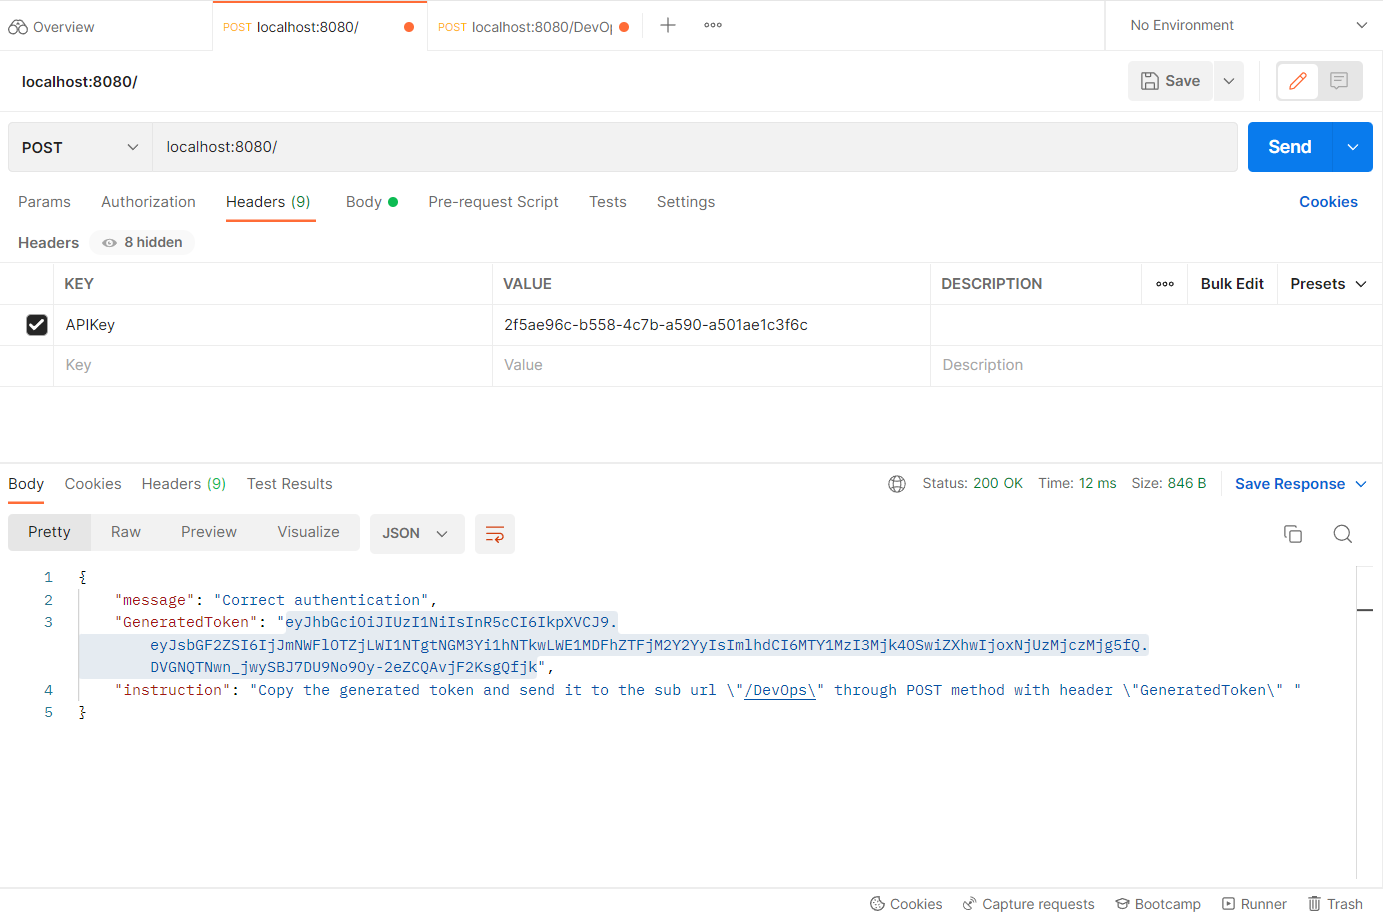 Overview
POST localhost:8080/
POST localhost:8080/DevOp
No Environment
localhost:8080/
Save
POST
localhost:8080/
Send
Params Authorization Headers (9) Body Pre-request Script Tests Settings Cookies
Headers 8 hidden
KEY VALUE DESCRIPTION Bulk Edit Presets
APIKey 2f5ae96c-b558-4c7b-a590-a501ae1c3f6c
Key Value Description
Body Cookies Headers (9) Test Results Status: 200 OK Time: 12 ms Size: 846 B Save Response
Pretty Raw Preview Visualize JSON
1 {
2 "message": "Correct authentication",
3 "GeneratedToken": "eyJhbGciOiJIUzI1NiIsInR5cCI6IkpXVCJ9.
eyJsbGF2ZSI6IjJmNWFlOTZjLWI1NTgtNGM3Yi1hNTkwLWE1MDFhZTFjM2Y2YyIsImlhdCI6MTY1MzI3Mjk4OSwiZXhwIjoxNjUzMjczMjg5fQ.
DVGNQTNwn_jwySBJ7DU9No9Oy-2eZCQAvjF2KsgQfjk",
4 "instruction": "Copy the generated token and send it to the sub url \"/DevOps\" through POST method with header \"GeneratedToken\" "
5 }
Cookies Capture requests Bootcamp Runner Trash